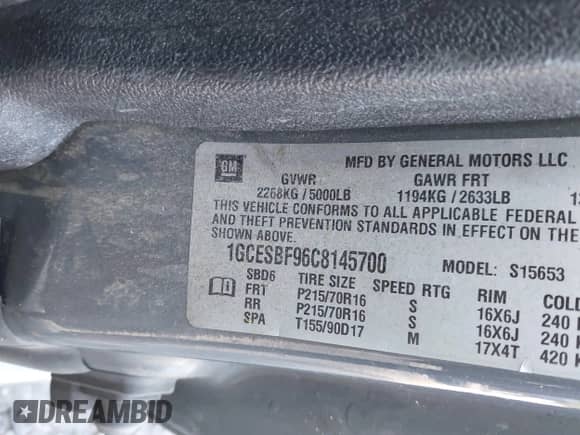 GM
MFD BY GENERAL MOTORS LLC
GVWR GAWR FRT
2268KG / 5000LB 1194KG / 2633LB 13
THIS VEHICLE CONFORMS TO ALL APPLICABLE FEDERAL
AND THEFT PREVENTION STANDARDS IN EFFECT ON THE
SHOWN ABOVE.
1GCESBF96C8145700 MODEL: S15653
SBD6 TIRE SIZE SPEED RTG RIM COLD
FRT P215/70R16 S 16X6J 240 K
RR P215/70R16 S 16X6J 240 K
SPA T155/90D17 M 17X4T 420 K
DREAMBID